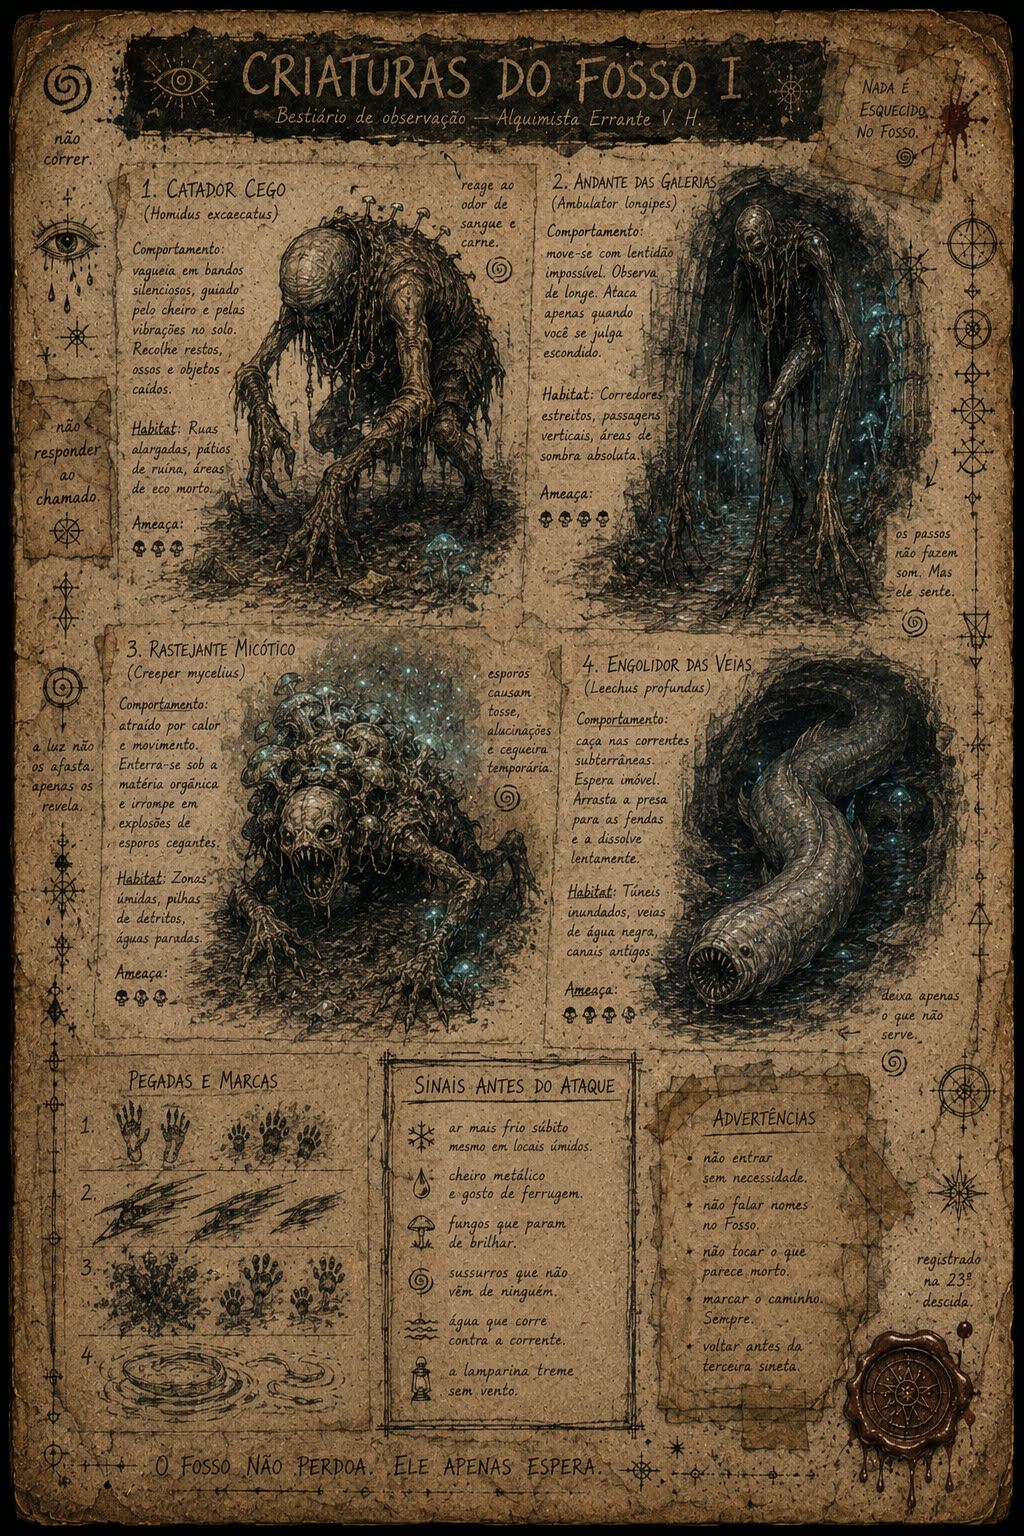 CRIATURAS DO FOSSO I
Bestiário de observação — Alquimista Errante V. H.
NADA É
ESQUECIDO
NO FOSSO.
não
correr.
1. CATADOR CEGO
(Homidus excaecatus)
Comportamento:
vagueia em bandos
silenciosos, guiado
pelo cheiro e pelas
vibrações no solo.
Recolhe restos,
ossos e objetos
caídos.
Habitat: Ruas
alargadas, pátios
de ruína, áreas
de eco morto.
Ameaça:
reage ao
odor de
sangue e
carne.
2. ANDANTE DAS GALERIAS
(Ambulator longipes)
Comportamento:
move-se com lentidão
impossível. Observa
de longe. Ataca
apenas quando
você se julga
escondido.
Habitat: Corredores
estreitos, passagens
verticais, áreas de
sombra absoluta.
Ameaça:
os passos
não fazem
som. Mas
ele sente.
não
responder
ao
chamado.
3. RASTEJANTE MICÓTICO
(Creeper mycelius)
Comportamento:
atraído por calor
e movimento.
Enterra-se sob a
matéria orgânica
e irrompe em
explosões de
esporos cegantes.
Habitat: Zonas
úmidas, pilhas
de detritos,
águas paradas.
Ameaça:
esporos
causam
tosse,
alucinações
e cegueira
temporária.
4. ENGOLIDOR DAS VEIAS
(Leechus profundus)
Comportamento:
caça nas correntes
subterrâneas.
Espera imóvel.
Arrasta a presa
para as fendas
e a dissolve
lentamente.
Habitat: Túneis
inundados, veias
de água negra,
canais antigos.
Ameaça:
deixa apenas
o que não
serve.
a luz não
os afasta.
apenas os
revela.
PEGADAS E MARCAS
1.
2.
3.
4.
SINAIS ANTES DO ATAQUE
ar mais frio súbito
mesmo em locais úmidos.
cheiro metálico
e gosto de ferrugem.
fungos que param
de brilhar.
sussurros que não
vêm de ninguém.
água que corre
contra a corrente.
a lamparina treme
sem vento.
ADVERTÊNCIAS
• não entrar
sem necessidade.
• não falar nomes
no Fosso.
• não tocar o que
parece morto.
• marcar o caminho.
Sempre.
• voltar antes da
terceira sineta.
registrado
na 23ª
descida.
O FOSSO NÃO PERDOA. ELE APENAS ESPERA.